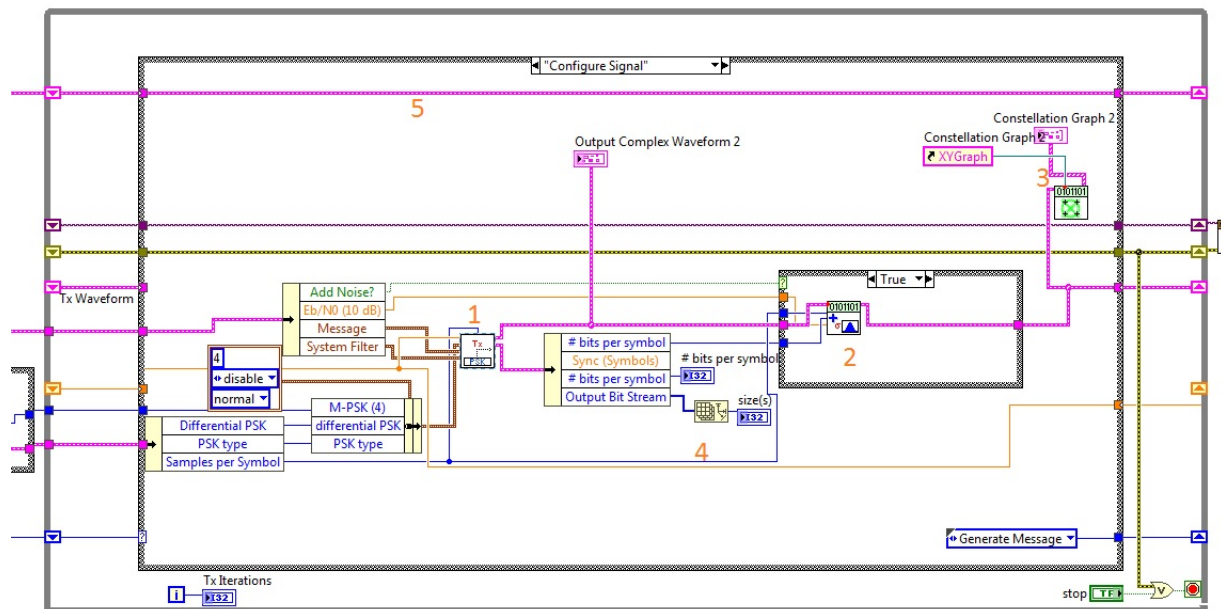 "Configure Signal"
5
Constellation Graph 2
Output Complex Waveform 2
Constellation Graph 2
XYGraph
3
0101101
Tx Waveform
Add Noise?
Eb/N0 (10 dB)
Message
System Filter
1
Tx
PSK
True
0101101
+
σ
2
4
disable
normal
# bits per symbol
Sync (Symbols)
# bits per symbol
Output Bit Stream
# bits per symbol
I32
size(s)
I32
M-PSK (4)
differential PSK
PSK type
Differential PSK
PSK type
Samples per Symbol
4
?
?
Generate Message
Tx Iterations
i
I32
stop
TF
V